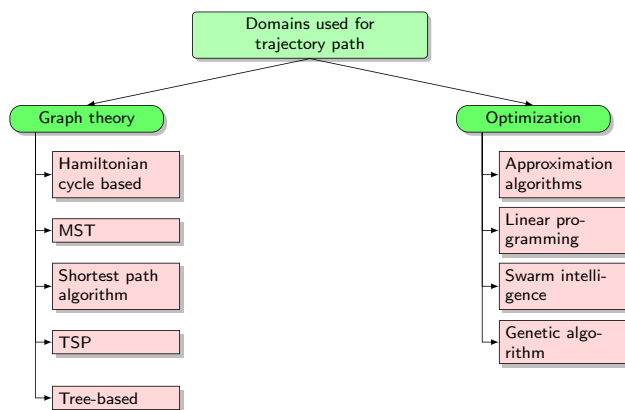 Domains used for
trajectory path
Graph theory
Hamiltonian
cycle based
MST
Shortest path
algorithm
TSP
Tree-based
Optimization
Approximation
algorithms
Linear pro-
gramming
Swarm intelli-
gence
Genetic algo-
rithm